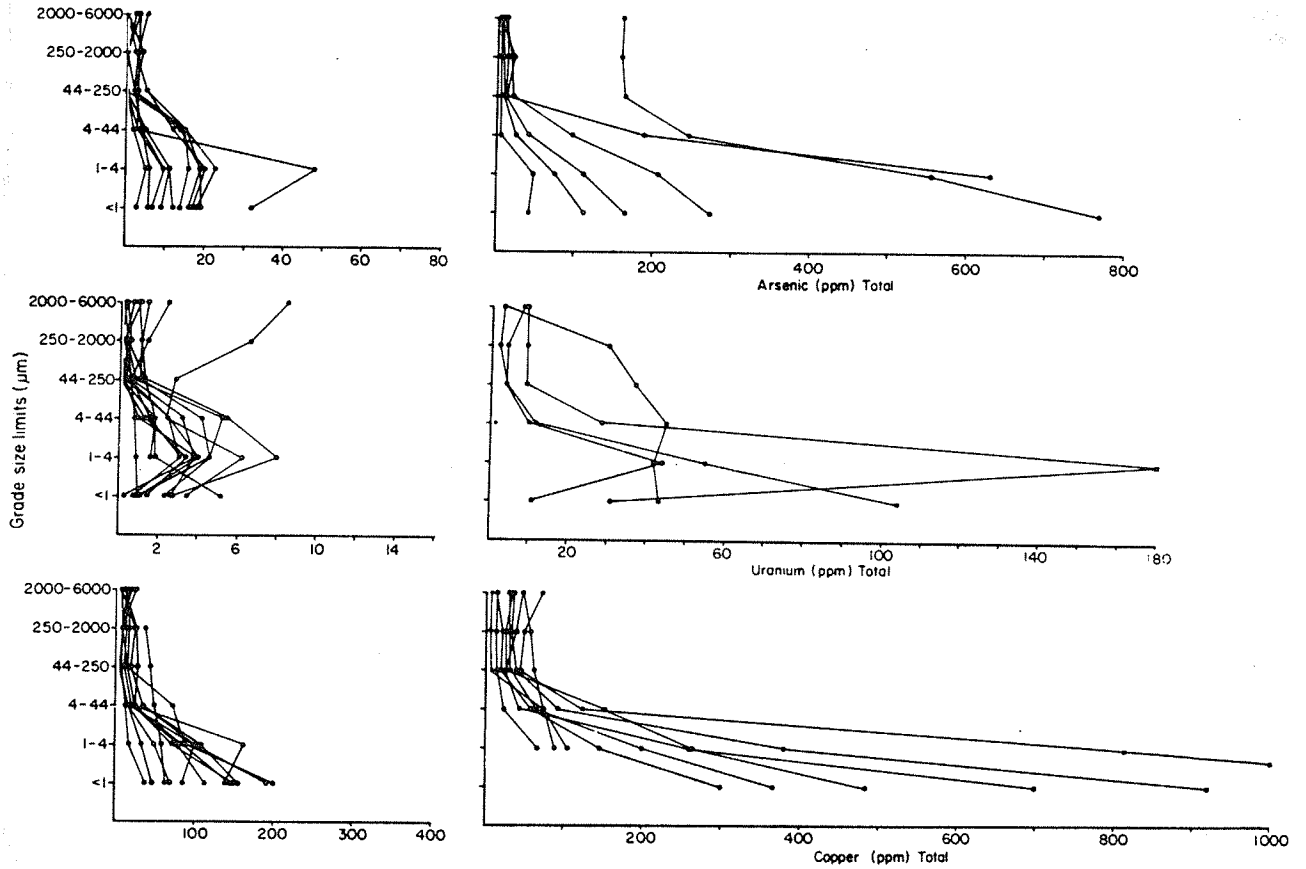 2000-6000
250-2000
44-250
4-44
1-4
<1
20 40 60 80
200 400 600 800
Arsenic (ppm) Total
Grade size limits (μm)
2000-6000
250-2000
44-250
4-44
1-4
<1
2 6 10 14
20 60 100 140 180
Uranium (ppm) Total
2000-6000
250-2000
44-250
4-44
1-4
<1
100 200 300 400
200 400 600 800 1000
Copper (ppm) Total